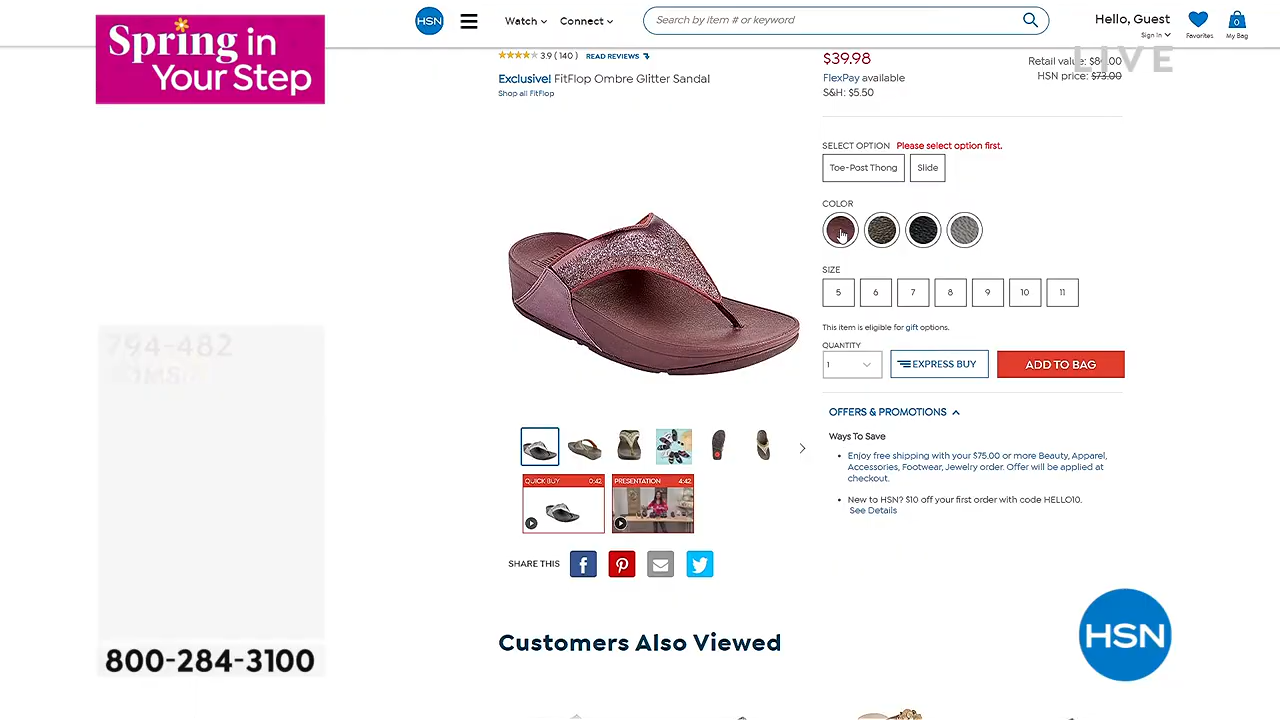 Spring in
Your Step
HSN
Watch
Connect
Search by item # or keyword
Hello, Guest
Sign In
Favorites
0
My Bag
LIVE
3.9 (140)
READ REVIEWS
Exclusive! FitFlop Ombre Glitter Sandal
Shop all FitFlop
$39.98
FlexPay available
S&H: $5.50
Retail value: $80.00
HSN price: $73.00
SELECT OPTION Please select option first.
Toe-Post Thong
Slide
COLOR
SIZE
5
6
7
8
9
10
11
This item is eligible for gift options.
QUANTITY
1
EXPRESS BUY
ADD TO BAG
OFFERS & PROMOTIONS
Ways To Save
Enjoy free shipping with your $75.00 or more Beauty, Apparel,
Accessories, Footwear, Jewelry order. Offer will be applied at
checkout.
New to HSN? $10 off your first order with code HELLO10.
See Details
QUICK BUY 0:42
PRESENTATION 4:42
SHARE THIS
794-482
800-284-3100
Customers Also Viewed
HSN